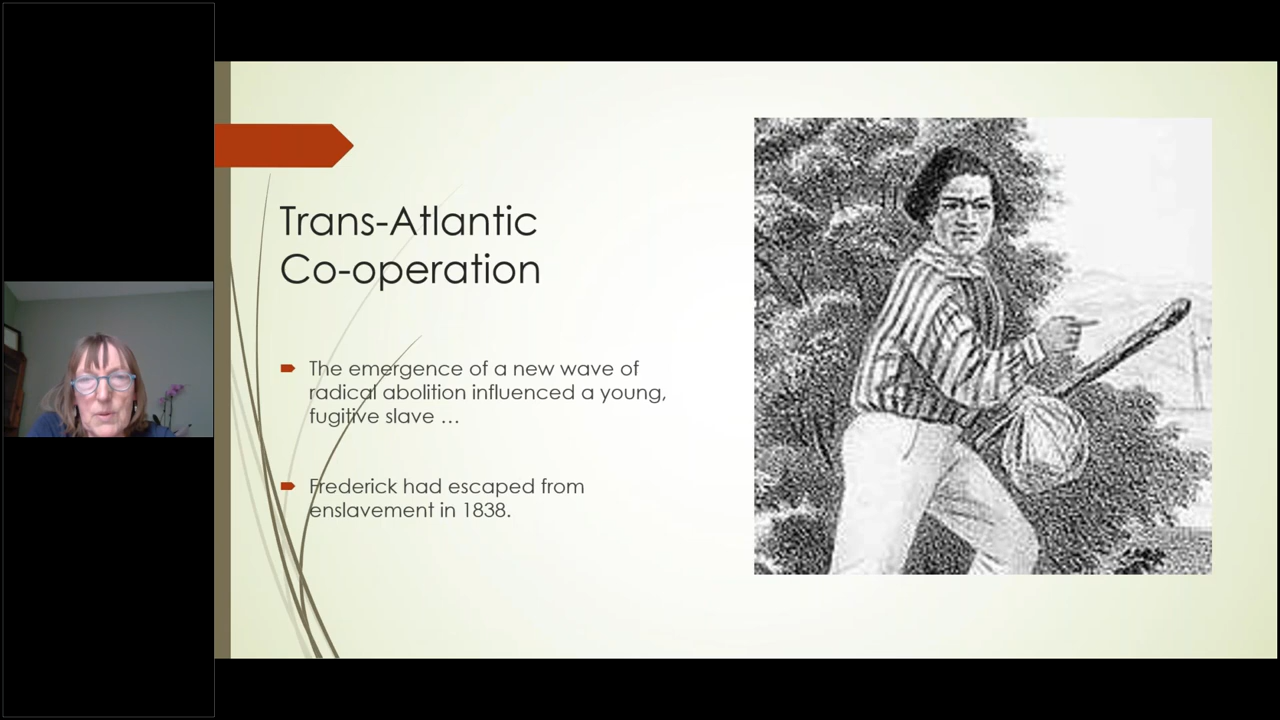 Trans-Atlantic
Co-operation
The emergence of a new wave of
radical abolition influenced a young,
fugitive slave …
Frederick had escaped from
enslavement in 1838.